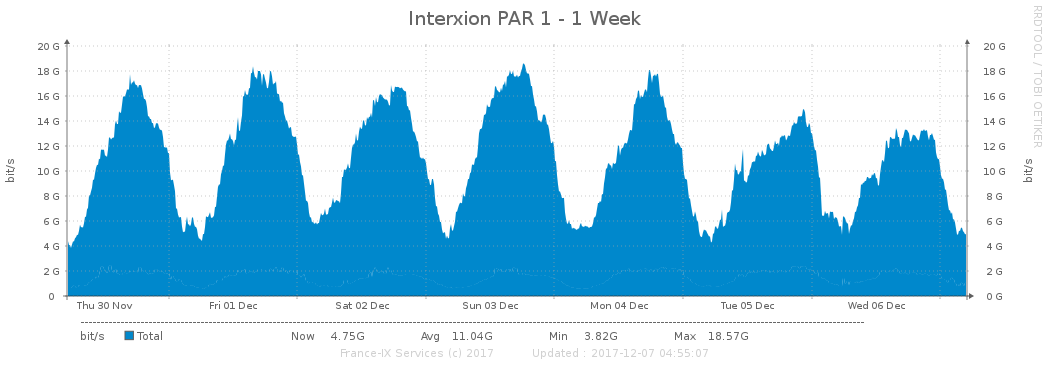 Interxion PAR 1 - 1 Week
RRDTOOL / TOBI OETIKER
20 G 20 G
18 G 18 G
16 G 16 G
14 G 14 G
12 G 12 G
10 G 10 G
8 G 8 G
6 G 6 G
4 G 4 G
2 G 2 G
0 0 G
bit/s bit/s
Thu 30 Nov Fri 01 Dec Sat 02 Dec Sun 03 Dec Mon 04 Dec Tue 05 Dec Wed 06 Dec
bit/s Total Now 4.75G Avg 11.04G Min 3.82G Max 18.57G
France-IX Services (c) 2017 Updated : 2017-12-07 04:55:07